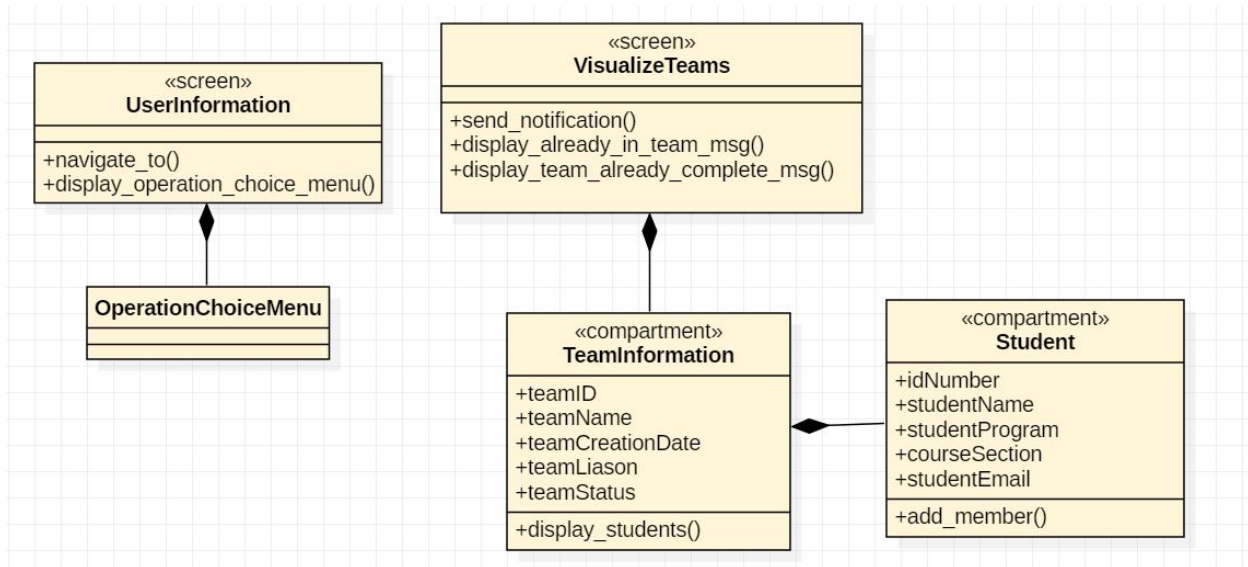 «screen»
UserInformation
+navigate_to()
+display_operation_choice_menu()
OperationChoiceMenu
«screen»
VisualizeTeams
+send_notification()
+display_already_in_team_msg()
+display_team_already_complete_msg()
«compartment»
TeamInformation
+teamID
+teamName
+teamCreationDate
+teamLiason
+teamStatus
+display_students()
«compartment»
Student
+idNumber
+studentName
+studentProgram
+courseSection
+studentEmail
+add_member()